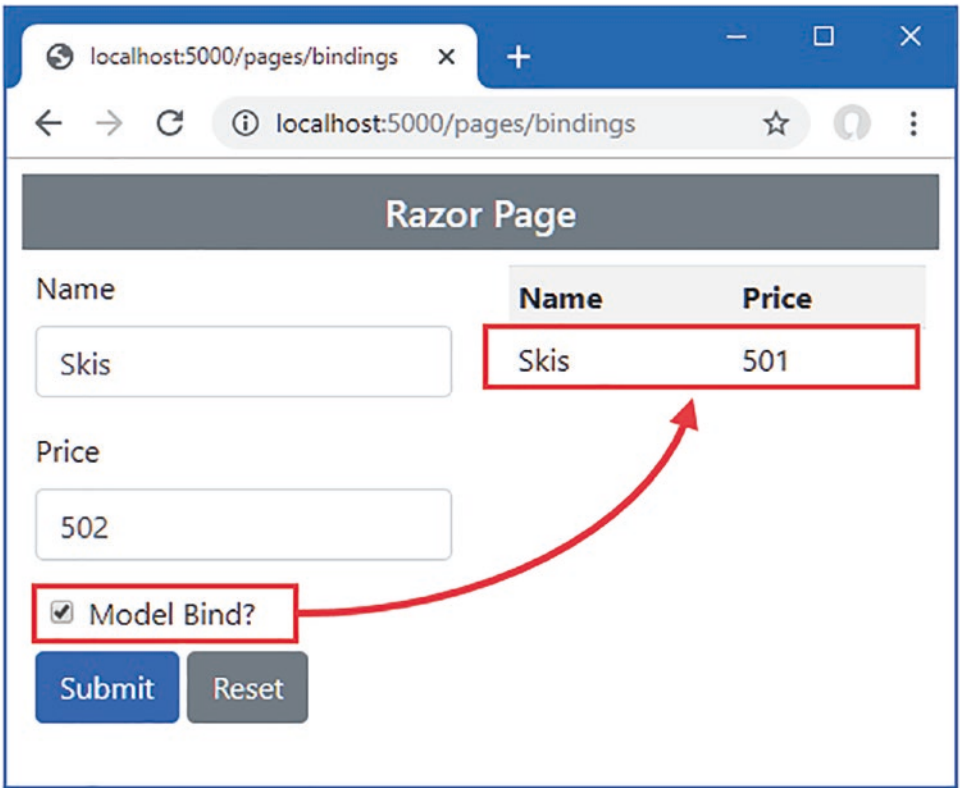 localhost:5000/pages/bindings
localhost:5000/pages/bindings
Razor Page
Name
Skis
Price
502
Model Bind?
Submit Reset
Name Price
Skis 501